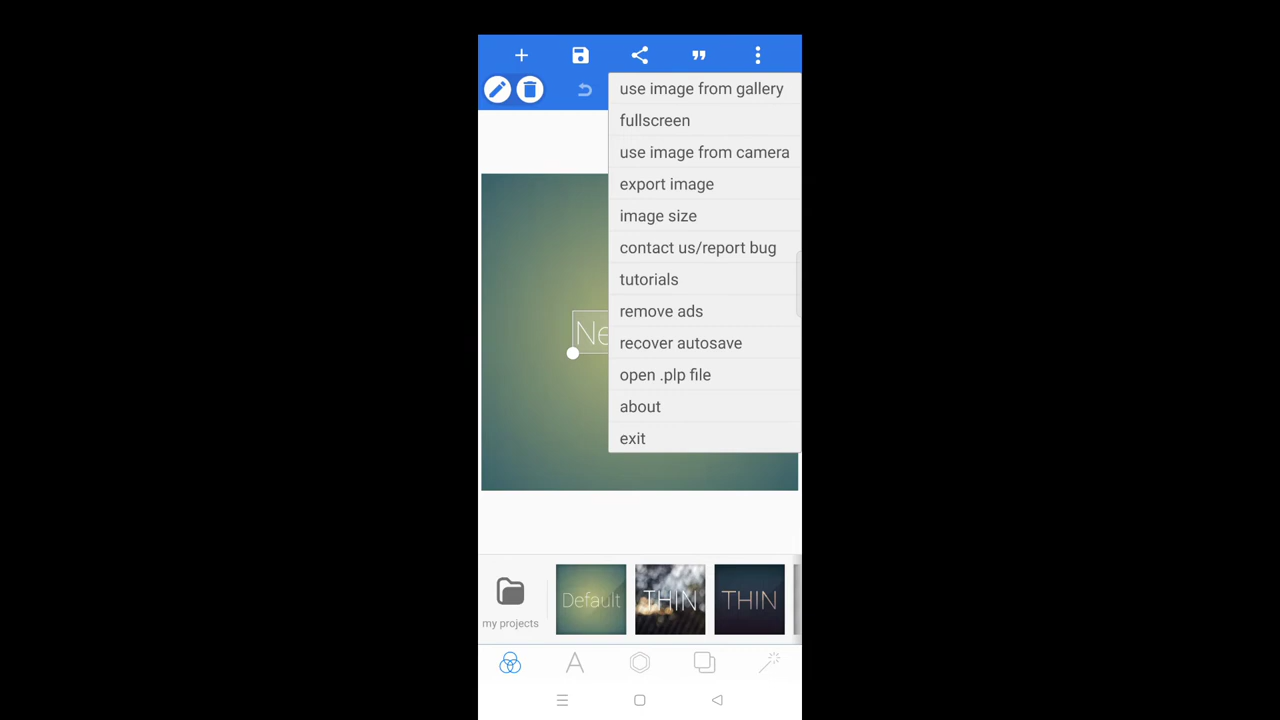 use image from gallery
fullscreen
use image from camera
export image
image size
contact us/report bug
tutorials
remove ads
recover autosave
open .plp file
about
exit
Ne
my projects
Default
THIN
THIN